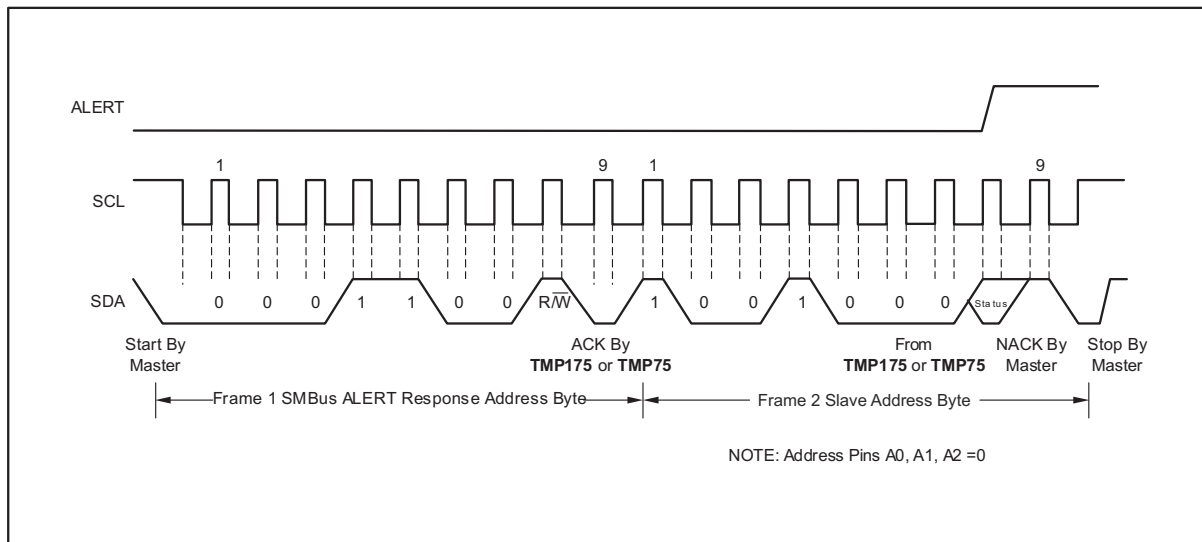 ALERT
1 9 1 9
SCL
SDA 0 0 0 1 1 0 0 R/W 1 0 0 1 0 0 0 Status
Start By
Master
ACK By
TMP175 or TMP75
From
TMP175 or TMP75
NACK By
Master
Stop By
Master
Frame 1 SMBus ALERT Response Address Byte
Frame 2 Slave Address Byte
NOTE: Address Pins A0, A1, A2 =0